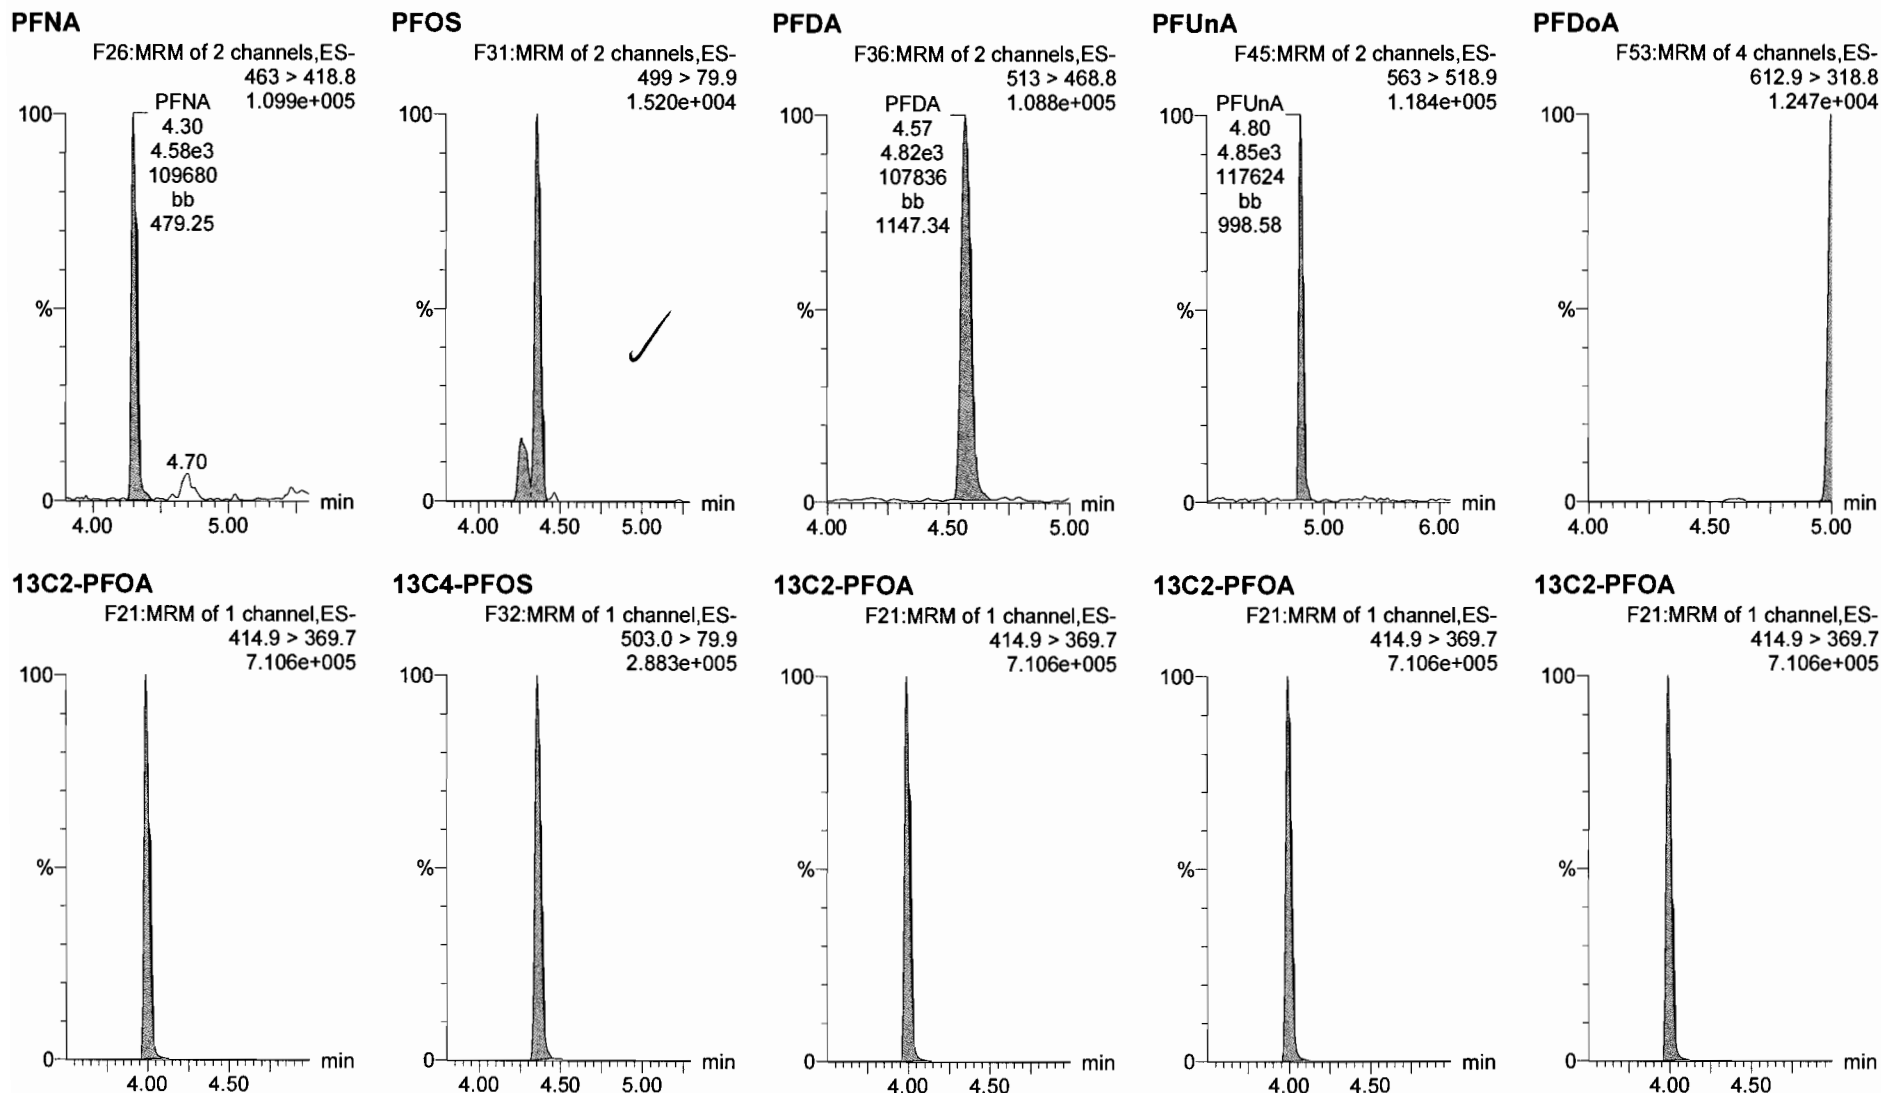 PFNA
F26:MRM of 2 channels,ES-
463 > 418.8
1.099e+005
PFNA
4.30
4.58e3
109680
bb
479.25
4.70
100
%
0
4.00
5.00
min
PFOS
F31:MRM of 2 channels,ES-
499 > 79.9
1.520e+004
100
%
0
4.00
4.50
5.00
min
PFDA
F36:MRM of 2 channels,ES-
513 > 468.8
1.088e+005
PFDA
4.57
4.82e3
107836
bb
1147.34
100
%
0
4.00
4.50
5.00
min
PFUnA
F45:MRM of 2 channels,ES-
563 > 518.9
1.184e+005
PFUnA
4.80
4.85e3
117624
bb
998.58
100
%
0
5.00
6.00
min
PFDoA
F53:MRM of 4 channels,ES-
612.9 > 318.8
1.247e+004
100
%
0
4.00
4.50
5.00
min
13C2-PFOA
F21:MRM of 1 channel,ES-
414.9 > 369.7
7.106e+005
100
%
0
4.00
4.50
min
13C4-PFOS
F32:MRM of 1 channel,ES-
503.0 > 79.9
2.883e+005
100
%
0
4.00
4.50
5.00
min
13C2-PFOA
F21:MRM of 1 channel,ES-
414.9 > 369.7
7.106e+005
100
%
0
4.00
4.50
min
13C2-PFOA
F21:MRM of 1 channel,ES-
414.9 > 369.7
7.106e+005
100
%
0
4.00
4.50
min
13C2-PFOA
F21:MRM of 1 channel,ES-
414.9 > 369.7
7.106e+005
100
%
0
4.00
4.50
min